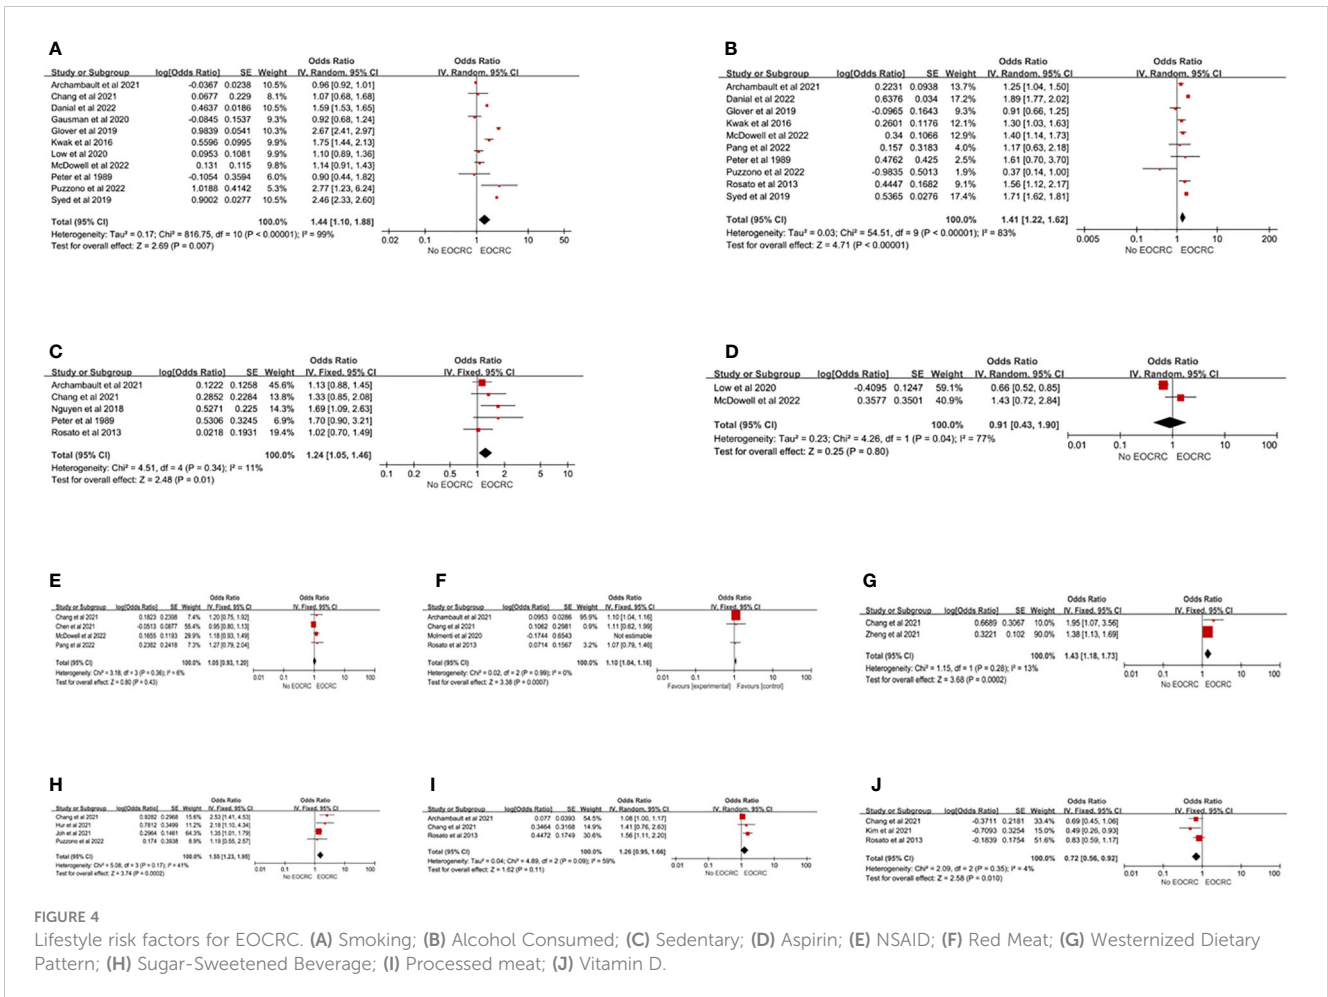 A
Odds Ratio Odds Ratio
Study or Subgroup log[Odds Ratio] SE Weight IV, Random, 95% CI IV, Random, 95% CI
Archambault et al 2021 -0.0367 0.0238 10.5% 0.96 [0.92, 1.01]
Chang et al 2021 0.0677 0.229 8.1% 1.07 [0.68, 1.68]
Danial et al 2022 0.4637 0.0186 10.5% 1.59 [1.53, 1.65]
Gausman et al 2020 -0.0845 0.1537 9.3% 0.92 [0.68, 1.24]
Glover et al 2019 0.9839 0.0541 10.3% 2.67 [2.41, 2.97]
Kwak et al 2016 0.5596 0.0995 9.9% 1.75 [1.44, 2.13]
Low et al 2020 0.0953 0.1081 9.9% 1.10 [0.89, 1.36]
McDowell et al 2022 0.131 0.115 9.8% 1.14 [0.91, 1.43]
Peter et al 1989 -0.1054 0.3594 6.0% 0.90 [0.44, 1.82]
Puzzono et al 2022 1.0188 0.4142 5.3% 2.77 [1.23, 6.24]
Syed et al 2019 0.9002 0.0277 10.5% 2.46 [2.33, 2.60]
Total (95% CI) 100.0% 1.44 [1.10, 1.88]
Heterogeneity: Tau² = 0.17; Chi² = 816.75, df = 10 (P < 0.00001); I² = 99%
Test for overall effect: Z = 2.69 (P = 0.007)
0.02 0.1 1 10 50
No EOCRC EOCRC
B
Odds Ratio Odds Ratio
Study or Subgroup log[Odds Ratio] SE Weight IV, Random, 95% CI IV, Random, 95% CI
Archambault et al 2021 0.2231 0.0938 13.7% 1.25 [1.04, 1.50]
Danial et al 2022 0.6376 0.034 17.2% 1.89 [1.77, 2.02]
Glover et al 2019 -0.0965 0.1643 9.3% 0.91 [0.66, 1.25]
Kwak et al 2016 0.2601 0.1176 12.1% 1.30 [1.03, 1.63]
McDowell et al 2022 0.34 0.1066 12.9% 1.40 [1.14, 1.73]
Pang et al 2022 0.157 0.3183 4.0% 1.17 [0.63, 2.18]
Peter et al 1989 0.4762 0.425 2.5% 1.61 [0.70, 3.70]
Puzzono et al 2022 -0.9835 0.5013 1.9% 0.37 [0.14, 1.00]
Rosato et al 2013 0.4447 0.1682 9.1% 1.56 [1.12, 2.17]
Syed et al 2019 0.5365 0.0276 17.4% 1.71 [1.62, 1.81]
Total (95% CI) 100.0% 1.41 [1.22, 1.62]
Heterogeneity: Tau² = 0.03; Chi² = 54.51, df = 9 (P < 0.00001); I² = 83%
Test for overall effect: Z = 4.71 (P < 0.00001)
0.005 0.1 1 10 200
No EOCRC EOCRC
C
Odds Ratio Odds Ratio
Study or Subgroup log[Odds Ratio] SE Weight IV, Fixed, 95% CI IV, Fixed, 95% CI
Archambault et al 2021 0.1222 0.1258 45.6% 1.13 [0.88, 1.45]
Chang et al 2021 0.2852 0.2284 13.8% 1.33 [0.85, 2.08]
Nguyen et al 2018 0.5271 0.225 14.3% 1.69 [1.09, 2.63]
Peter et al 1989 0.5306 0.3245 6.9% 1.70 [0.90, 3.21]
Rosato et al 2013 0.0218 0.1931 19.4% 1.02 [0.70, 1.49]
Total (95% CI) 100.0% 1.24 [1.05, 1.46]
Heterogeneity: Chi² = 4.51, df = 4 (P = 0.34); I² = 11%
Test for overall effect: Z = 2.48 (P = 0.01)
0.1 0.2 0.5 1 2 5 10
No EOCRC EOCRC
D
Odds Ratio Odds Ratio
Study or Subgroup log[Odds Ratio] SE Weight IV, Random, 95% CI IV, Random, 95% CI
Low et al 2020 -0.4095 0.1247 59.1% 0.66 [0.52, 0.85]
McDowell et al 2022 0.3577 0.3501 40.9% 1.43 [0.72, 2.84]
Total (95% CI) 100.0% 0.91 [0.43, 1.90]
Heterogeneity: Tau² = 0.23; Chi² = 4.26, df = 1 (P = 0.04); I² = 77%
Test for overall effect: Z = 0.25 (P = 0.80)
0.01 0.1 1 10 100
No EOCRC EOCRC
E
Odds Ratio Odds Ratio
Study or Subgroup log[Odds Ratio] SE Weight IV, Fixed, 95% CI IV, Fixed, 95% CI
Chang et al 2021 0.1823 0.2398 7.4% 1.20 [0.75, 1.92]
Chen et al 2021 -0.0513 0.0877 55.4% 0.95 [0.80, 1.13]
McDowell et al 2022 0.1655 0.1193 29.9% 1.18 [0.93, 1.49]
Pang et al 2022 0.2382 0.2418 7.3% 1.27 [0.79, 2.04]
Total (95% CI) 100.0% 1.05 [0.93, 1.20]
Heterogeneity: Chi² = 3.18, df = 3 (P = 0.36); I² = 6%
Test for overall effect: Z = 0.80 (P = 0.43)
0.01 0.1 1 10 100
No EOCRC EOCRC
F
Odds Ratio Odds Ratio
Study or Subgroup log[Odds Ratio] SE Weight IV, Fixed, 95% CI IV, Fixed, 95% CI
Archambault et al 2021 0.0953 0.0286 95.9% 1.10 [1.04, 1.16]
Chang et al 2021 0.1062 0.2981 0.9% 1.11 [0.62, 1.99]
Molmenti et al 2020 -0.1744 0.6543 Not estimable
Rosato et al 2013 0.0714 0.1567 3.2% 1.07 [0.79, 1.46]
Total (95% CI) 100.0% 1.10 [1.04, 1.16]
Heterogeneity: Chi² = 0.02, df = 2 (P = 0.99); I² = 0%
Test for overall effect: Z = 3.38 (P = 0.0007)
0.01 0.1 1 10 100
Favours [experimental] Favours [control]
G
Odds Ratio Odds Ratio
Study or Subgroup log[Odds Ratio] SE Weight IV, Fixed, 95% CI IV, Fixed, 95% CI
Chang et al 2021 0.6689 0.3067 10.0% 1.95 [1.07, 3.56]
Zheng et al 2021 0.3221 0.102 90.0% 1.38 [1.13, 1.69]
Total (95% CI) 100.0% 1.43 [1.18, 1.73]
Heterogeneity: Chi² = 1.15, df = 1 (P = 0.28); I² = 13%
Test for overall effect: Z = 3.68 (P = 0.0002)
0.01 0.1 1 10 100
No EOCRC EOCRC
H
Odds Ratio Odds Ratio
Study or Subgroup log[Odds Ratio] SE Weight IV, Fixed, 95% CI IV, Fixed, 95% CI
Chang et al 2021 0.9282 0.2968 15.6% 2.53 [1.41, 4.53]
Hur et al 2021 0.7812 0.3499 11.2% 2.18 [1.10, 4.34]
Joh et al 2021 0.2964 0.1461 64.3% 1.35 [1.01, 1.79]
Puzzono et al 2022 0.174 0.3938 8.9% 1.19 [0.55, 2.57]
Total (95% CI) 100.0% 1.55 [1.23, 1.95]
Heterogeneity: Chi² = 5.08, df = 3 (P = 0.17); I² = 41%
Test for overall effect: Z = 3.74 (P = 0.0002)
0.01 0.1 1 10 100
No EOCRC EOCRC
I
Odds Ratio Odds Ratio
Study or Subgroup log[Odds Ratio] SE Weight IV, Random, 95% CI IV, Random, 95% CI
Archambault et al 2021 0.077 0.0393 54.5% 1.08 [1.00, 1.17]
Chang et al 2021 0.3464 0.3168 14.9% 1.41 [0.76, 2.63]
Rosato et al 2013 0.4472 0.1749 30.6% 1.56 [1.11, 2.20]
Total (95% CI) 100.0% 1.26 [0.95, 1.66]
Heterogeneity: Tau² = 0.04; Chi² = 4.89, df = 2 (P = 0.09); I² = 59%
Test for overall effect: Z = 1.62 (P = 0.11)
0.01 0.1 1 10 100
No EOCRC EOCRC
J
Odds Ratio Odds Ratio
Study or Subgroup log[Odds Ratio] SE Weight IV, Fixed, 95% CI IV, Fixed, 95% CI
Chang et al 2021 -0.3711 0.2181 33.4% 0.69 [0.45, 1.06]
Kim et al 2021 -0.7093 0.3254 15.0% 0.49 [0.26, 0.93]
Rosato et al 2013 -0.1839 0.1754 51.6% 0.83 [0.59, 1.17]
Total (95% CI) 100.0% 0.72 [0.56, 0.92]
Heterogeneity: Chi² = 2.09, df = 2 (P = 0.35); I² = 4%
Test for overall effect: Z = 2.58 (P = 0.010)
0.01 0.1 1 10 100
No EOCRC EOCRC
FIGURE 4
Lifestyle risk factors for EOCRC. (A) Smoking; (B) Alcohol Consumed; (C) Sedentary; (D) Aspirin; (E) NSAID; (F) Red Meat; (G) Westernized Dietary
Pattern; (H) Sugar-Sweetened Beverage; (I) Processed meat; (J) Vitamin D.